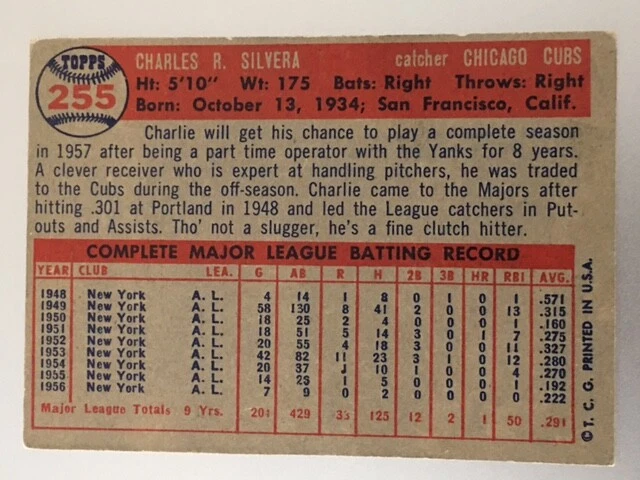 TOPPS
255
CHARLES R. SILVERA catcher CHICAGO CUBS
Ht: 5'10" Wt: 175 Bats: Right Throws: Right
Born: October 13, 1934; San Francisco, Calif.
Charlie will get his chance to play a complete season
in 1957 after being a part time operator with the Yanks for 8 years.
A clever receiver who is expert at handling pitchers, he was traded
to the Cubs during the off-season. Charlie came to the Majors after
hitting .301 at Portland in 1948 and led the League catchers in Put-
outs and Assists. Tho' not a slugger, he's a fine clutch hitter.
COMPLETE MAJOR LEAGUE BATTING RECORD
YEAR CLUB LEA. G AB R H 2B 3B HR RBI AVG.
1948 New York A. L. 4 14 1 8 0 1 0 1 .571
1949 New York A. L. 58 130 8 41 2 0 0 13 .315
1950 New York A. L. 18 25 2 4 0 0 0 1 .160
1951 New York A. L. 18 51 5 14 3 0 1 7 .275
1952 New York A. L. 20 55 4 18 3 0 0 11 .327
1953 New York A. L. 42 82 11 23 3 1 0 12 .280
1954 New York A. L. 20 37 1 10 1 0 0 4 .270
1955 New York A. L. 14 26 1 5 0 0 0 1 .192
1956 New York A. L. 7 9 0 2 0 0 0 0 .222
Major League Totals 9 Yrs. 201 429 33 125 12 2 1 50 .291
© T. C. G. PRINTED IN U.S.A.